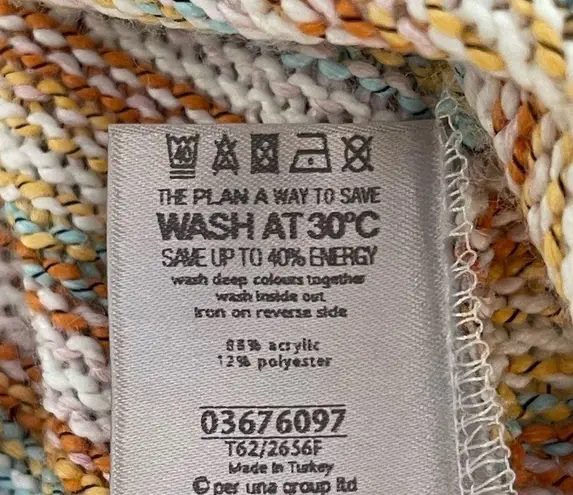 40
THE PLAN A WAY TO SAVE
WASH AT 30°C
SAVE UP TO 40% ENERGY
wash deep colours together
wash inside out
Iron on reverse side
acrylic
12% polyester
03676097
T62/2656F
Made in Turkey
© per una group ltd